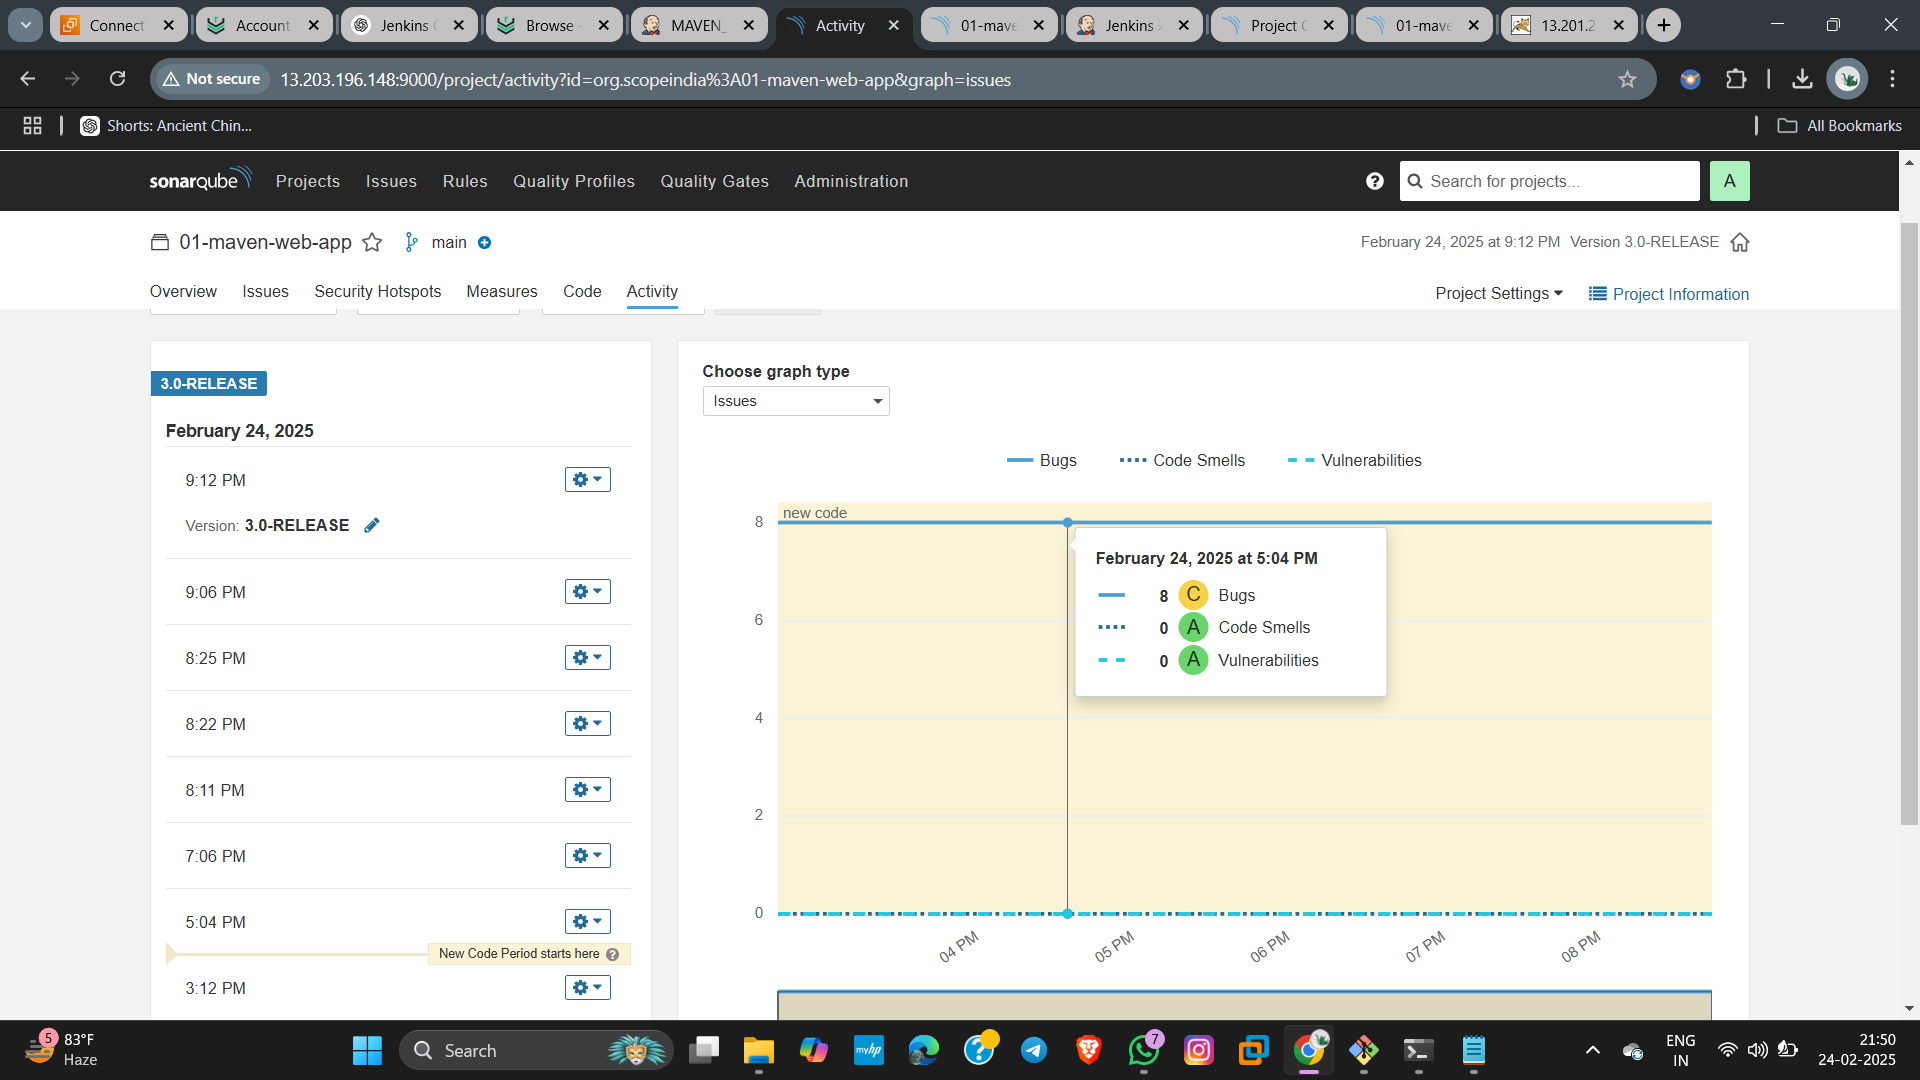 Connect
Account
Jenkins
Browse -
MAVEN_
Activity
01-mave
Jenkins
Project
01-mave
13.201.2
Not secure
13.203.196.148:9000/project/activity?id=org.scopeindia%3A01-maven-web-app&graph=issues
Shorts: Ancient Chin...
All Bookmarks
sonarqube
Projects
Issues
Rules
Quality Profiles
Quality Gates
Administration
?
Search for projects...
A
01-maven-web-app
main
February 24, 2025 at 9:12 PM Version 3.0-RELEASE
Overview
Issues
Security Hotspots
Measures
Code
Activity
Project Settings
Project Information
3.0-RELEASE
February 24, 2025
9:12 PM
Version: 3.0-RELEASE
9:06 PM
8:25 PM
8:22 PM
8:11 PM
7:06 PM
5:04 PM
New Code Period starts here ?
3:12 PM
Choose graph type
Issues
Bugs
Code Smells
Vulnerabilities
new code
8
6
4
2
0
February 24, 2025 at 5:04 PM
8 C Bugs
0 A Code Smells
0 A Vulnerabilities
04 PM
05 PM
06 PM
07 PM
08 PM
5
83°F
Haze
Search
myhp
?
7
ENG
IN
21:50
24-02-2025